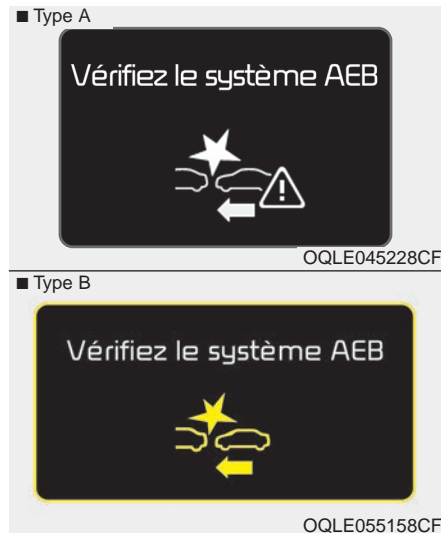 ■ Type A
Vérifiez le système AEB
OQLE045228CF
■ Type B
Vérifiez le système AEB
OQLE055158CF